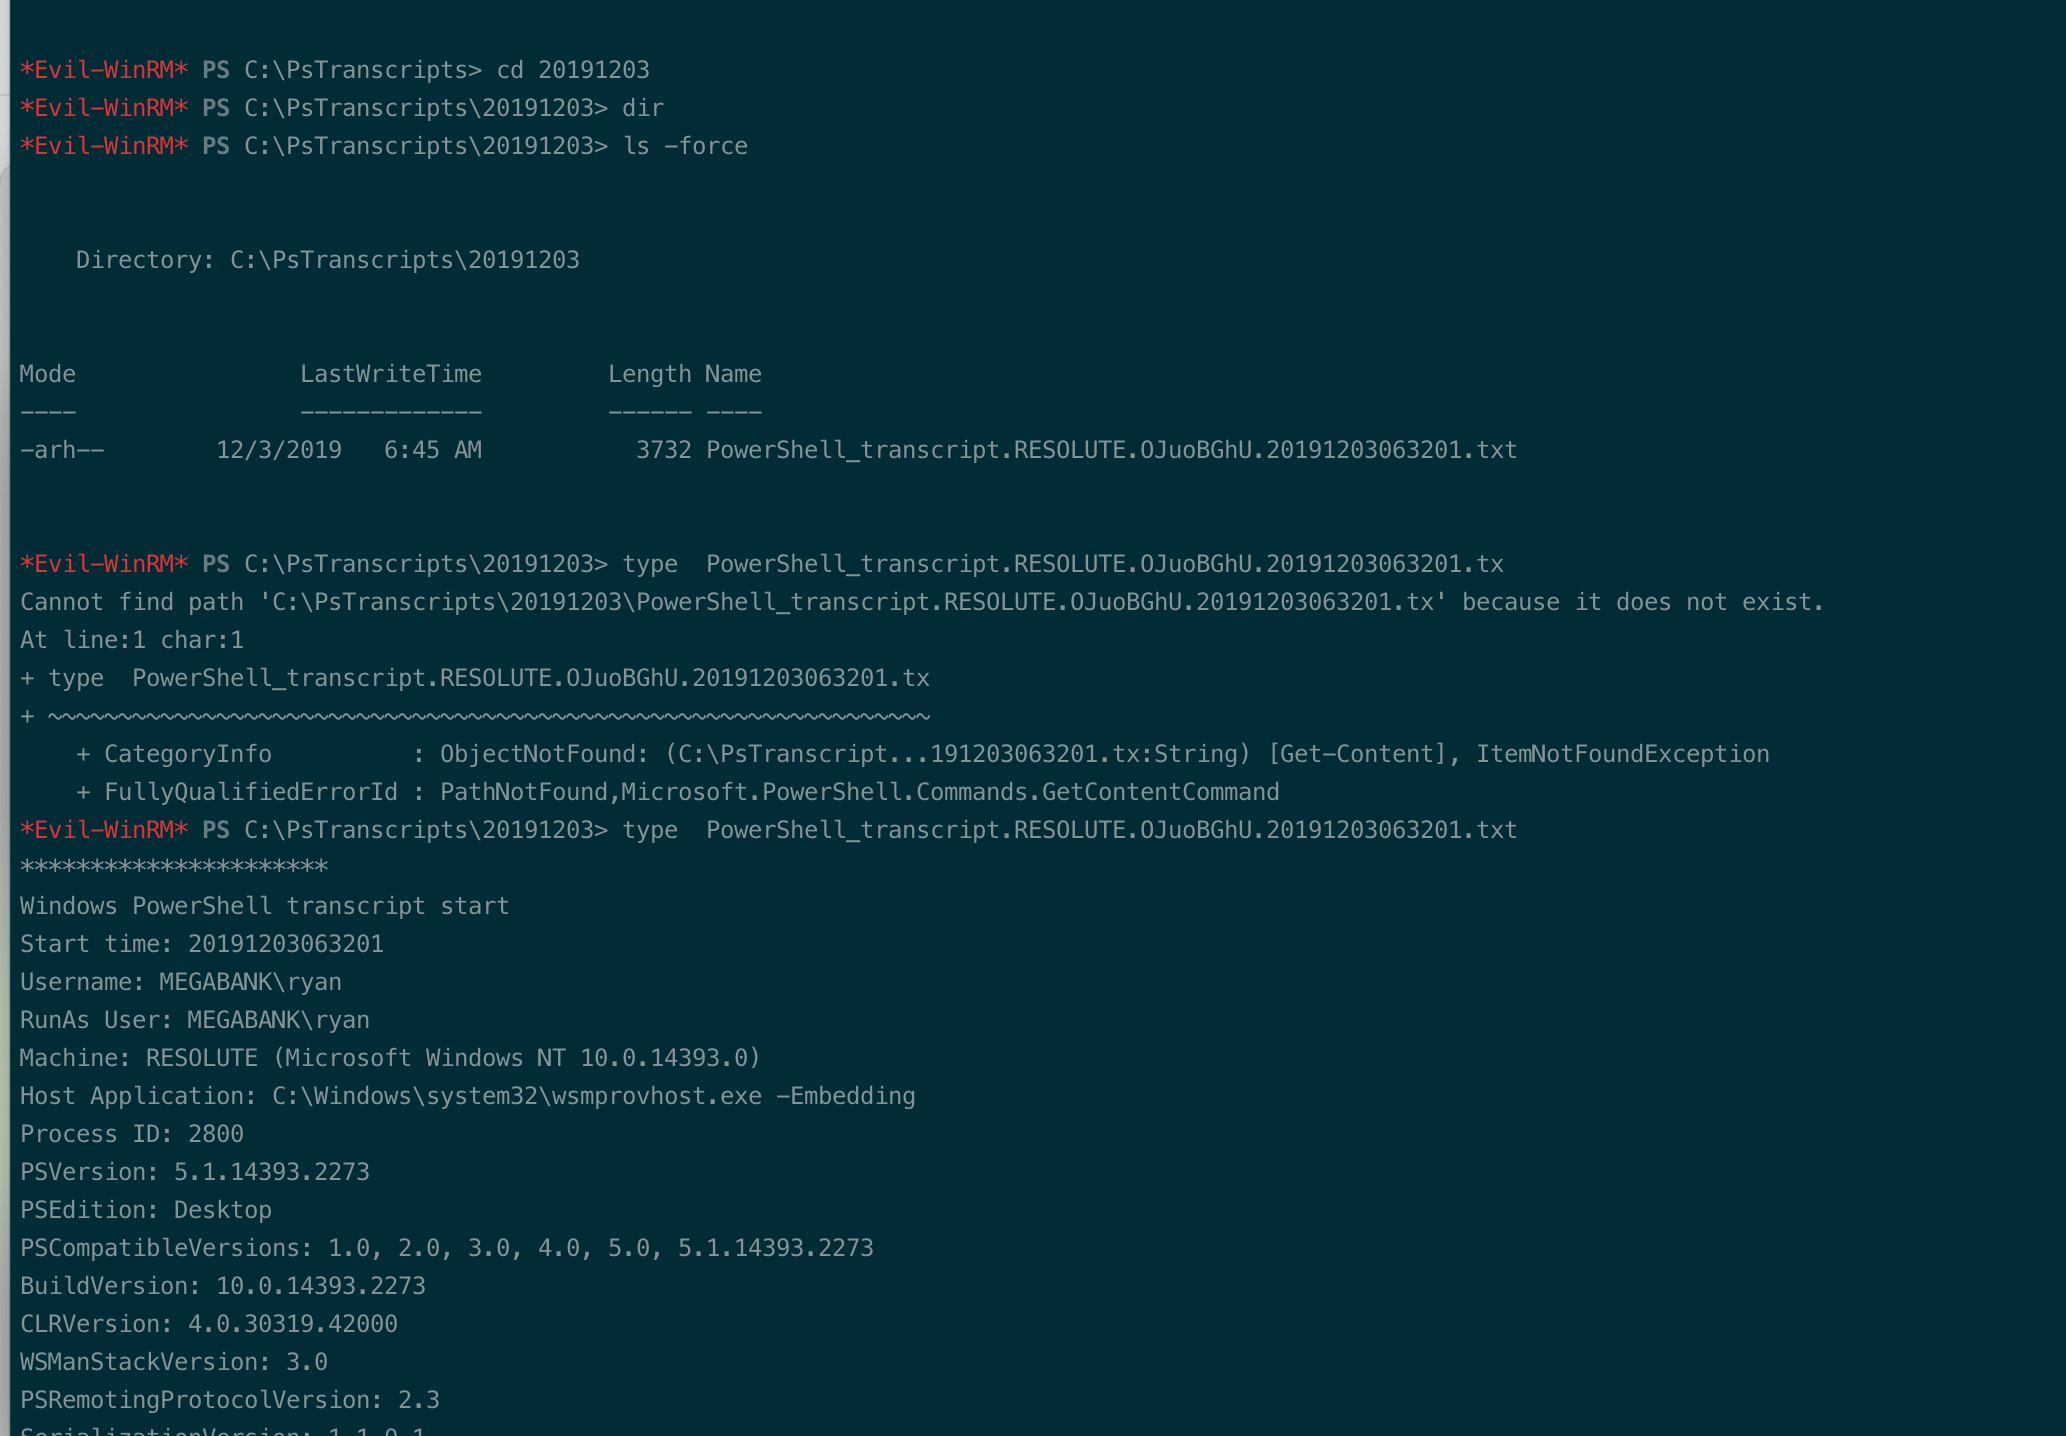 *Evil-WinRM* PS C:\PsTranscripts> cd 20191203
*Evil-WinRM* PS C:\PsTranscripts\20191203> dir
*Evil-WinRM* PS C:\PsTranscripts\20191203> ls -force
    Directory: C:\PsTranscripts\20191203
Mode                LastWriteTime         Length Name
----                -------------         ------ ----
-arh--        12/3/2019   6:45 AM           3732 PowerShell_transcript.RESOLUTE.OJuoBGhU.20191203063201.txt
*Evil-WinRM* PS C:\PsTranscripts\20191203> type  PowerShell_transcript.RESOLUTE.OJuoBGhU.20191203063201.tx
Cannot find path 'C:\PsTranscripts\20191203\PowerShell_transcript.RESOLUTE.OJuoBGhU.20191203063201.tx' because it does not exist.
At line:1 char:1
+ type  PowerShell_transcript.RESOLUTE.OJuoBGhU.20191203063201.tx
+ ~~~~~~~~~~~~~~~~~~~~~~~~~~~~~~~~~~~~~~~~~~~~~~~~~~~~~~~~~~~~~~~
    + CategoryInfo          : ObjectNotFound: (C:\PsTranscript...191203063201.tx:String) [Get-Content], ItemNotFoundException
    + FullyQualifiedErrorId : PathNotFound,Microsoft.PowerShell.Commands.GetContentCommand
*Evil-WinRM* PS C:\PsTranscripts\20191203> type  PowerShell_transcript.RESOLUTE.OJuoBGhU.20191203063201.txt
**********************
Windows PowerShell transcript start
Start time: 20191203063201
Username: MEGABANK\ryan
RunAs User: MEGABANK\ryan
Machine: RESOLUTE (Microsoft Windows NT 10.0.14393.0)
Host Application: C:\Windows\system32\wsmprovhost.exe -Embedding
Process ID: 2800
PSVersion: 5.1.14393.2273
PSEdition: Desktop
PSCompatibleVersions: 1.0, 2.0, 3.0, 4.0, 5.0, 5.1.14393.2273
BuildVersion: 10.0.14393.2273
CLRVersion: 4.0.30319.42000
WSManStackVersion: 3.0
PSRemotingProtocolVersion: 2.3
SerializationVersion: 1.1.0.1